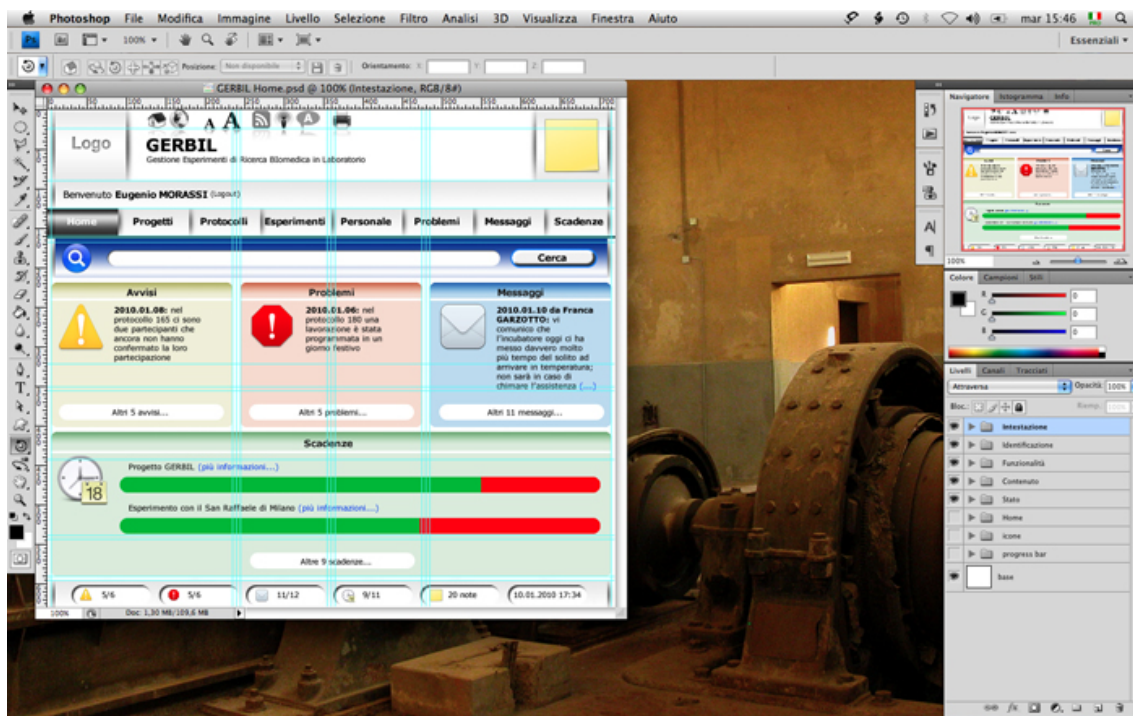 Photoshop File Modifica Immagine Livello Selezione Filtro Analisi 3D Visualizza Finestra Aiuto
mar 15:46
Ps
100%
Essenziali
Posizione: Non disponibile
Orientamento: X: Y: Z:
GERBIL Home.psd @ 100% (Intestazione, RGB/8#)
Logo
A A
GERBIL
Gestione Esperimenti di Ricerca BIomedica in Laboratorio
Benvenuto Eugenio MORASSI (Logout)
Home Progetti Protocolli Esperimenti Personale Problemi Messaggi Scadenze
Cerca
Avvisi
2010.01.08: nel
protocollo 165 ci sono
due partecipanti che
ancora non hanno
confermato la loro
partecipazione
Altri 5 avvisi...
Problemi
2010.01.06: nel
protocollo 180 una
lavorazione è stata
programmata in un
giorno festivo
Altri 5 problemi...
Messaggi
2010.01.10 da Franca
GARZOTTO: vi
comunico che
l'incubatore oggi ci ha
messo davvero molto
più tempo del solito ad
arrivare in temperatura;
non sarà in caso di
chimare l'assistenza (....)
Altri 11 messaggi...
Scadenze
Progetto GERBIL (più informazioni...)
18
Esperimento con il San Raffaele di Milano (più informazioni....)
Altre 9 scadenze...
5/6 5/6 11/12 9/11 20 note 10.01.2010 17:34
100% Doc: 1,30 MB/109,6 MB
Navigatore Istogramma Info
100%
Colore Campioni Stili
R 0
G 0
B 0
Livelli Canali Tracciati
Attraversa Opacità: 100%
Bloc.: Riemp.: 100%
Intestazione
Identificazione
Funzionalità
Contenuto
Stato
Home
icone
progress bar
base
fx